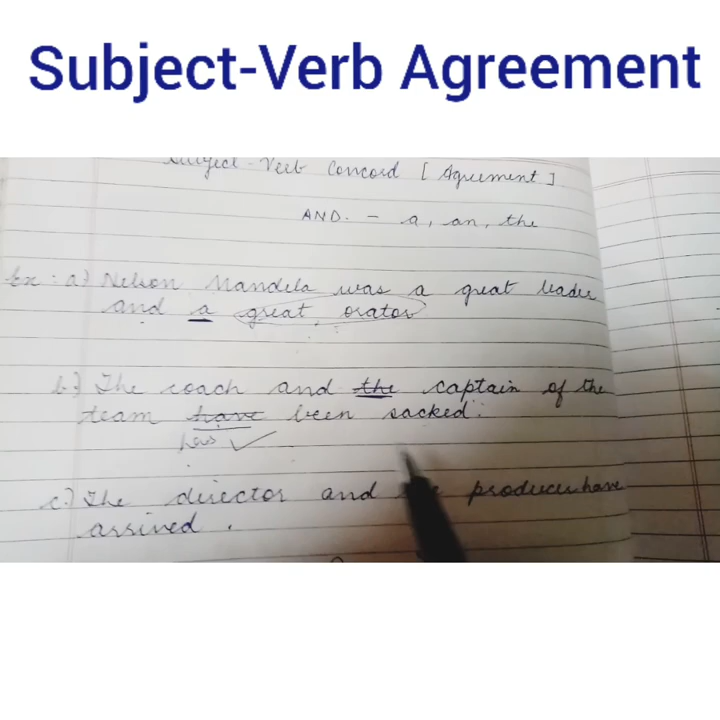 Subject-Verb Agreement
Subject-Verb Concord [Agreement]
AND. - a, an, the
Ex: a) Nelson Mandela was a great leader
and a great orator
b) The coach and the captain of the
team have been sacked.
has ✓
c) The director and producer have
arrived.